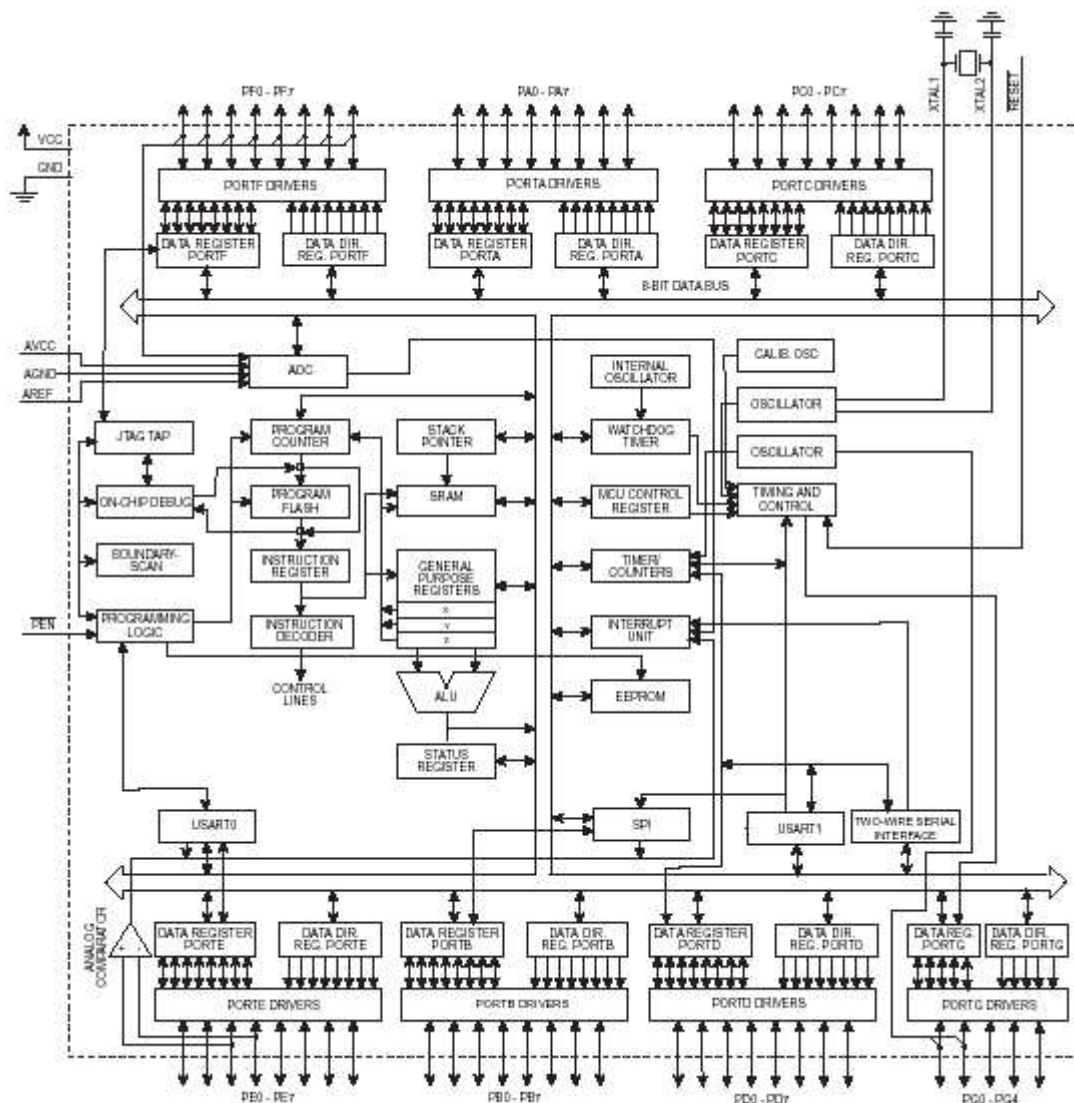 XTAL1
XTAL2
RESET
PF0 - PF7
PA0 - PA7
PC0 - PC7
VCC
GND
PORTF DRIVERS
PORTA DRIVERS
PORTC DRIVERS
DATA REGISTER
PORTF
DATA DIR.
REG. PORTF
DATA REGISTER
PORTA
DATA DIR.
REG. PORTA
DATA REGISTER
PORTC
DATA DIR.
REG. PORTC
8-BIT DATA BUS
AVCC
AGND
AREF
ADC
INTERNAL
OSCILLATOR
CALIB. OSC
OSCILLATOR
JTAG TAP
PROGRAM
COUNTER
STACK
POINTER
WATCHDOG
TIMER
OSCILLATOR
ON-CHIP DEBUG
PROGRAM
FLASH
SRAM
MCU CONTROL
REGISTER
TIMING AND
CONTROL
BOUNDARY-
SCAN
INSTRUCTION
REGISTER
GENERAL
PURPOSE
REGISTERS
X
Y
Z
TIMER/
COUNTERS
PEN
PROGRAMMING
LOGIC
INSTRUCTION
DECODER
INTERRUPT
UNIT
CONTROL
LINES
ALU
EEPROM
STATUS
REGISTER
USART0
SPI
USART1
TWO-WIRE SERIAL
INTERFACE
ANALOG
COMPARATOR
DATA REGISTER
PORTE
DATA DIR.
REG. PORTE
DATA REGISTER
PORTB
DATA DIR.
REG. PORTB
DATA REGISTER
PORTD
DATA DIR.
REG. PORTD
DATA REG.
PORTG
DATA DIR.
REG. PORTG
PORTE DRIVERS
PORTB DRIVERS
PORTD DRIVERS
PORTG DRIVERS
PE0 - PE7
PB0 - PB7
PD0 - PD7
PG0 - PG4